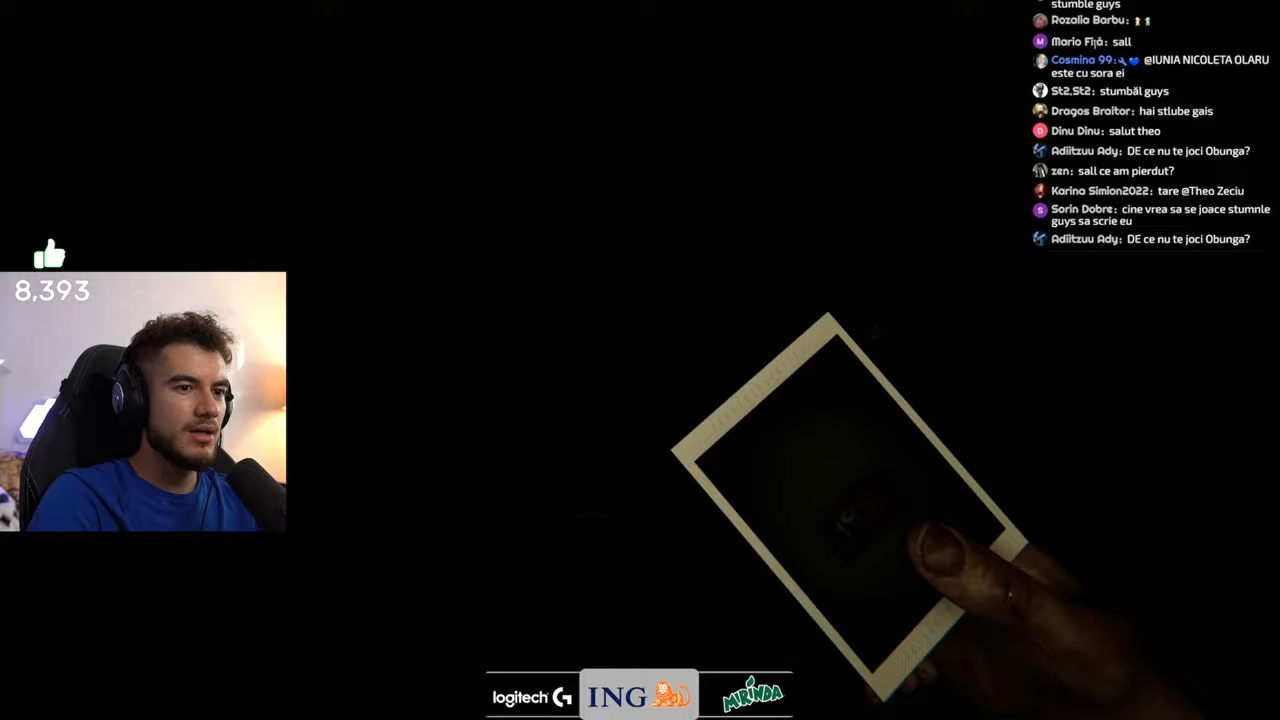 stumble guys
Rozalia Barbu:
Mario Fîță: sall
Cosmina 99: @IUNIA NICOLETA OLARU
este cu sora ei
St2.St2: stumbăl guys
Dragos Braitor: hai stlube gais
D Dinu Dinu: salut theo
Adiitzuu Ady: DE ce nu te joci Obunga?
zen: sall ce am pierdut?
Karina Simion2022: tare @Theo Zeciu
S Sorin Dobre: cine vrea sa se joace stumnle
guys sa scrie eu
Adiitzuu Ady: DE ce nu te joci Obunga?
8,393
logitech G
ING
MIRINDA